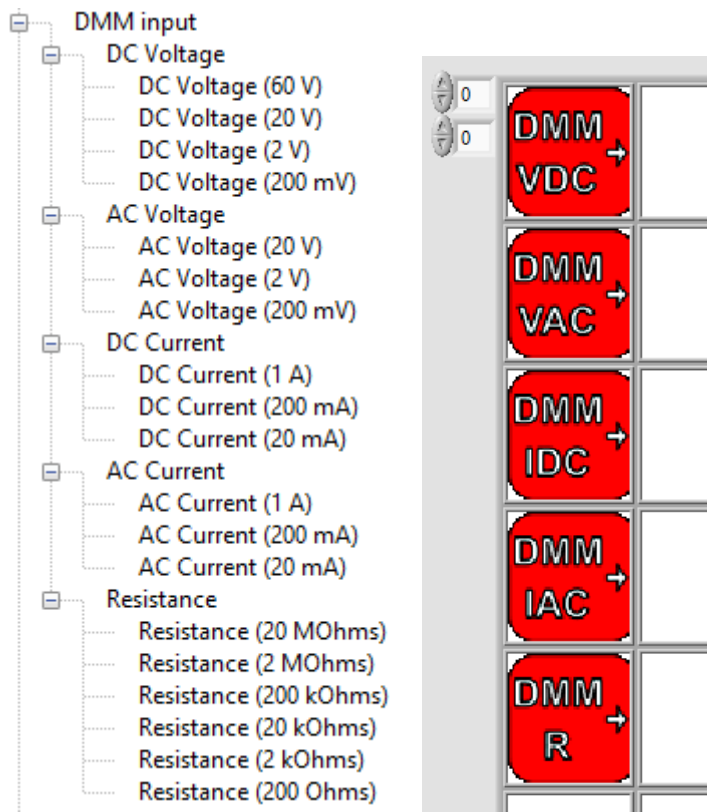 DMM input
DC Voltage
DC Voltage (60 V)
DC Voltage (20 V)
DC Voltage (2 V)
DC Voltage (200 mV)
AC Voltage
AC Voltage (20 V)
AC Voltage (2 V)
AC Voltage (200 mV)
DC Current
DC Current (1 A)
DC Current (200 mA)
DC Current (20 mA)
AC Current
AC Current (1 A)
AC Current (200 mA)
AC Current (20 mA)
Resistance
Resistance (20 MOhms)
Resistance (2 MOhms)
Resistance (200 kOhms)
Resistance (20 kOhms)
Resistance (2 kOhms)
Resistance (200 Ohms)
0
0
DMM
VDC
DMM
VAC
DMM
IDC
DMM
IAC
DMM
R